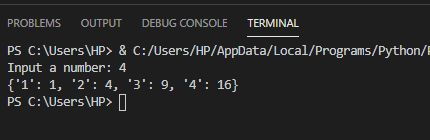 PROBLEMS OUTPUT DEBUG CONSOLE TERMINAL
PS C:\Users\HP> & C:/Users/HP/AppData/Local/Programs/Python/
Input a number: 4
{'1': 1, '2': 4, '3': 9, '4': 16}
PS C:\Users\HP>